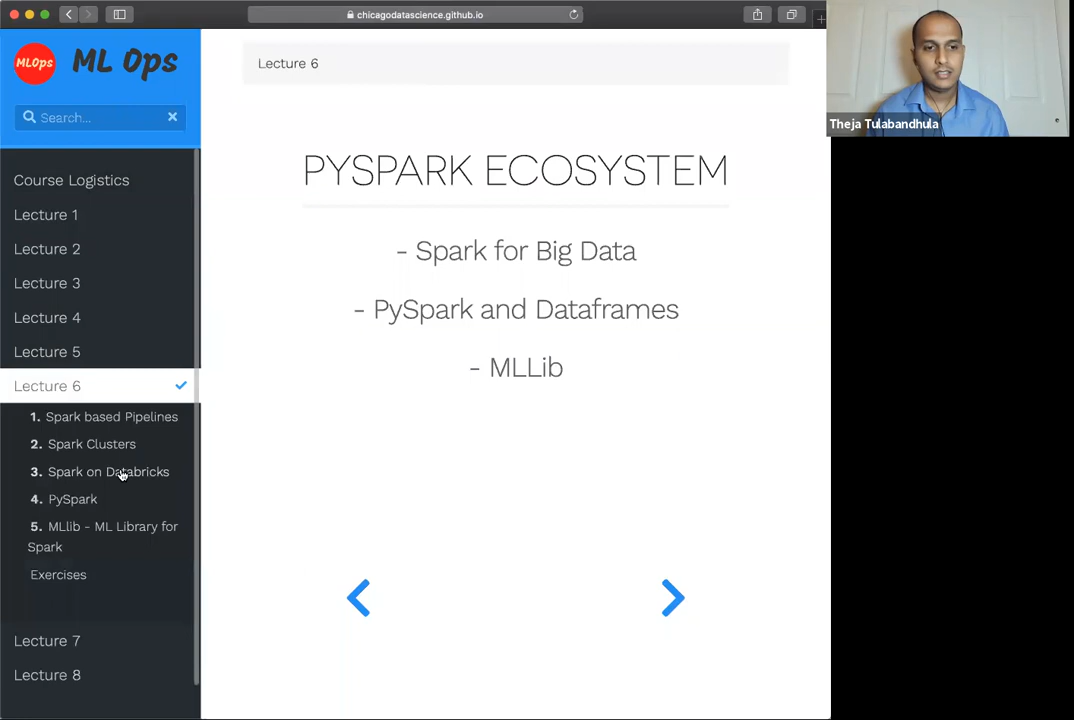 chicagodatascience.github.io
MLOps
ML Ops
Search...
Course Logistics
Lecture 1
Lecture 2
Lecture 3
Lecture 4
Lecture 5
Lecture 6
1. Spark based Pipelines
2. Spark Clusters
3. Spark on Databricks
4. PySpark
5. MLlib - ML Library for
Spark
Exercises
Lecture 7
Lecture 8
Lecture 6
PYSPARK ECOSYSTEM
- Spark for Big Data
- PySpark and Dataframes
- MLLib
Theja Tulabandhula